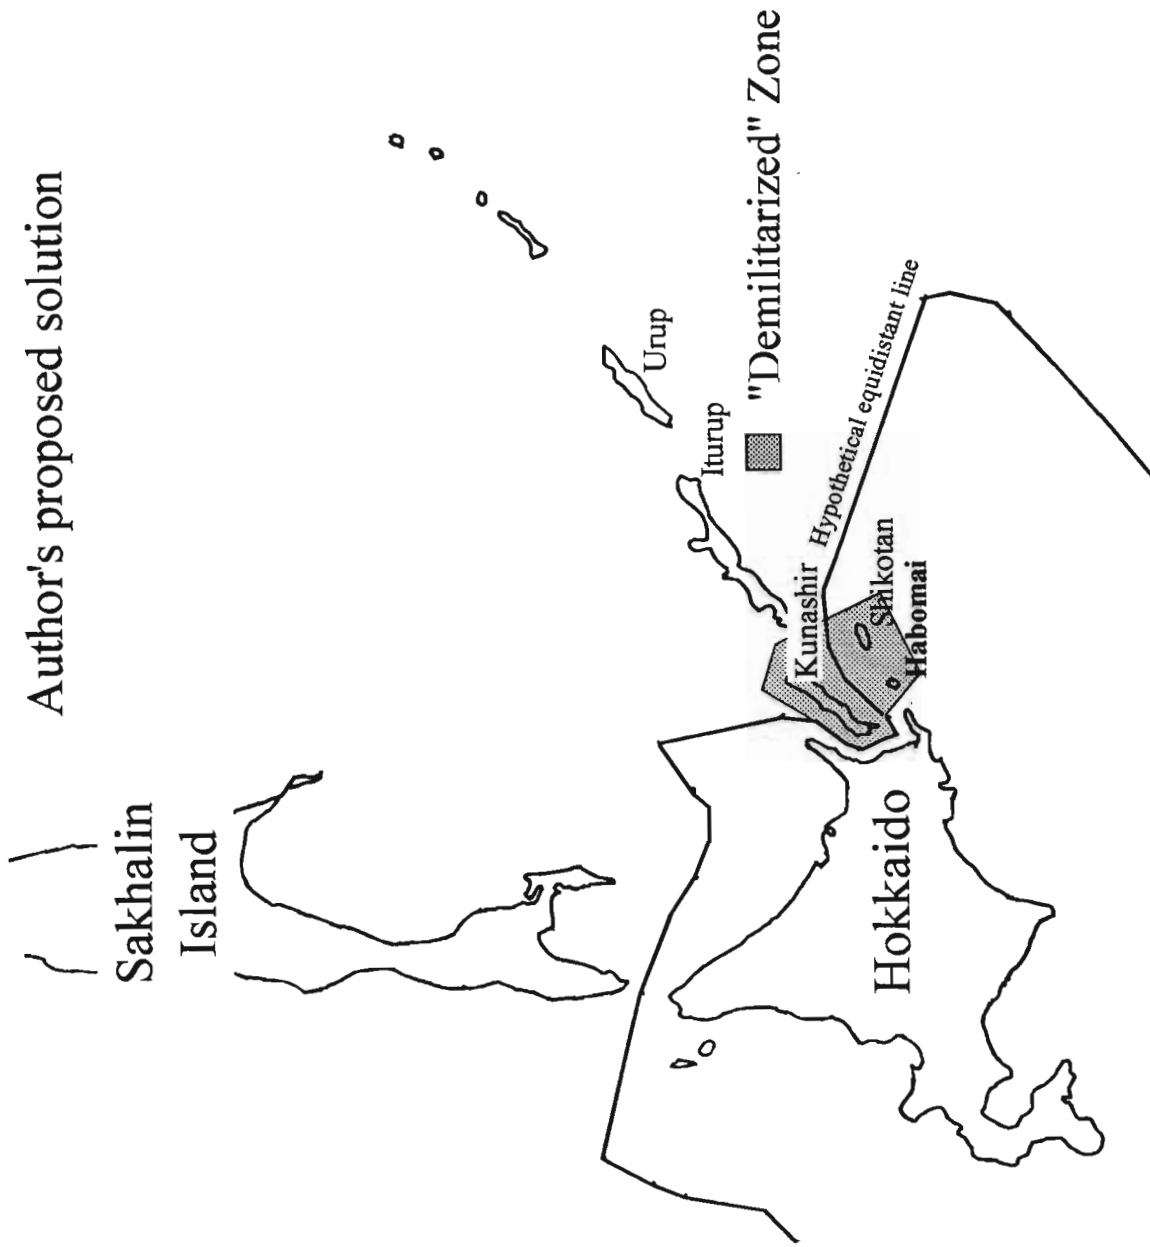 Author's proposed solution
Sakhalin
Island
Urup
Iturup
"Demilitarized" Zone
Kunashir
Hypothetical equidistant line
Shikotan
Habomai
Hokkaido